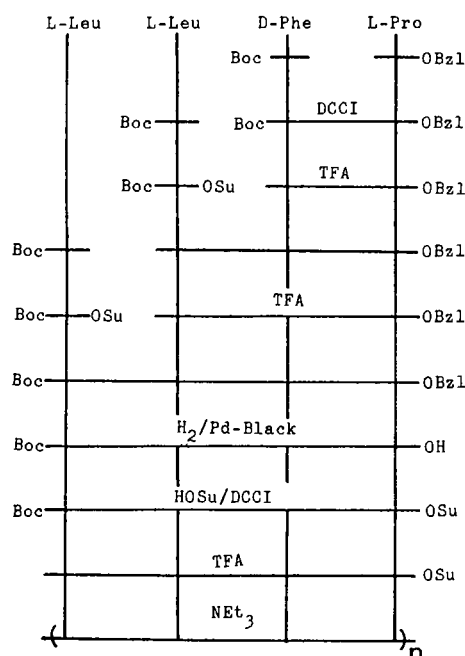 L-Leu L-Leu D-Phe L-Pro
Boc OBzl
Boc Boc DCCI OBzl
Boc OSu TFA OBzl
Boc OBzl
Boc OSu TFA OBzl
Boc OBzl
Boc H2/Pd-Black OH
Boc HOSu/DCCI OSu
TFA OSu
NEt3
( )n